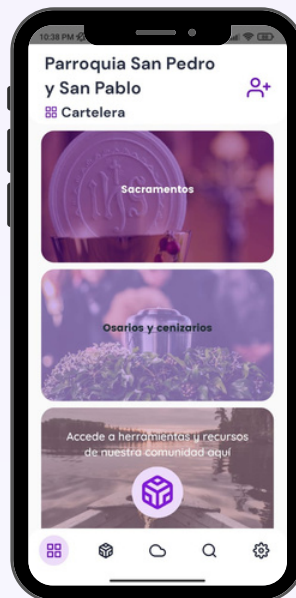 10:38 PM
Parroquia San Pedro
y San Pablo
Cartelera
IHS
Sacramentos
Osarios y cenizarios
Accede a herramientas y recursos
de nuestra comunidad aquí